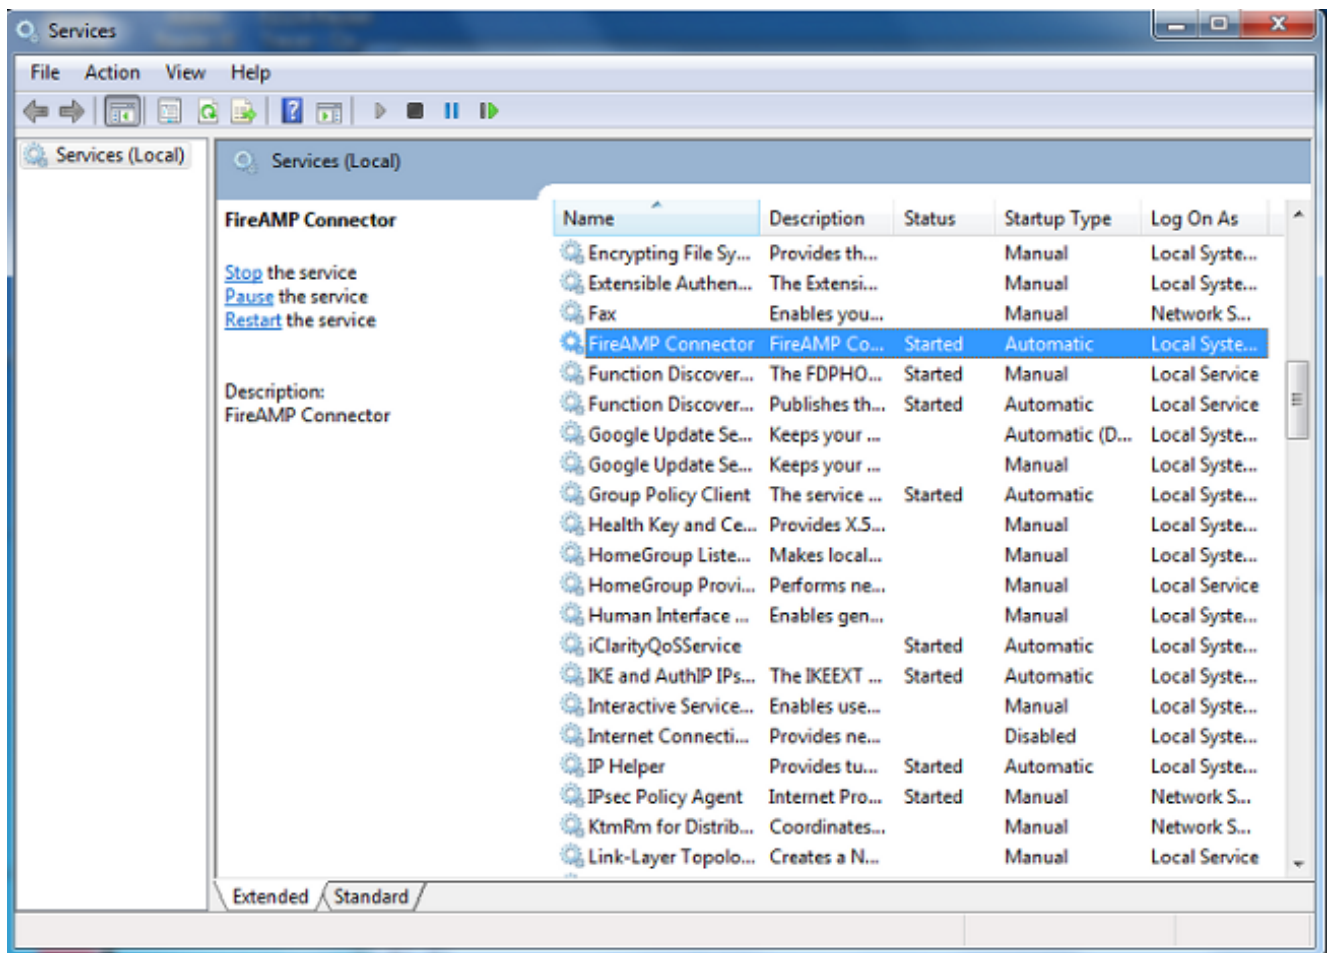 Services
File Action View Help
Services (Local)
Services (Local)
FireAMP Connector
Stop the service
Pause the service
Restart the service
Description:
FireAMP Connector
Name Description Status Startup Type Log On As
Encrypting File Sy... Provides th... Manual Local Syste...
Extensible Authen... The Extensi... Manual Local Syste...
Fax Enables you... Manual Network S...
FireAMP Connector FireAMP Co... Started Automatic Local Syste...
Function Discover... The FDPHO... Started Manual Local Service
Function Discover... Publishes th... Started Automatic Local Service
Google Update Se... Keeps your ... Automatic (D... Local Syste...
Google Update Se... Keeps your ... Manual Local Syste...
Group Policy Client The service ... Started Automatic Local Syste...
Health Key and Ce... Provides X.5... Manual Local Syste...
HomeGroup Liste... Makes local... Manual Local Syste...
HomeGroup Provi... Performs ne... Manual Local Service
Human Interface ... Enables gen... Manual Local Syste...
iClarityQoSService Started Automatic Local Syste...
IKE and AuthIP IPs... The IKEEXT ... Started Automatic Local Syste...
Interactive Service... Enables use... Manual Local Syste...
Internet Connecti... Provides ne... Disabled Local Syste...
IP Helper Provides tu... Started Automatic Local Syste...
IPsec Policy Agent Internet Pro... Started Manual Network S...
KtmRm for Distrib... Coordinates... Manual Network S...
Link-Layer Topolo... Creates a N... Manual Local Service
Extended Standard